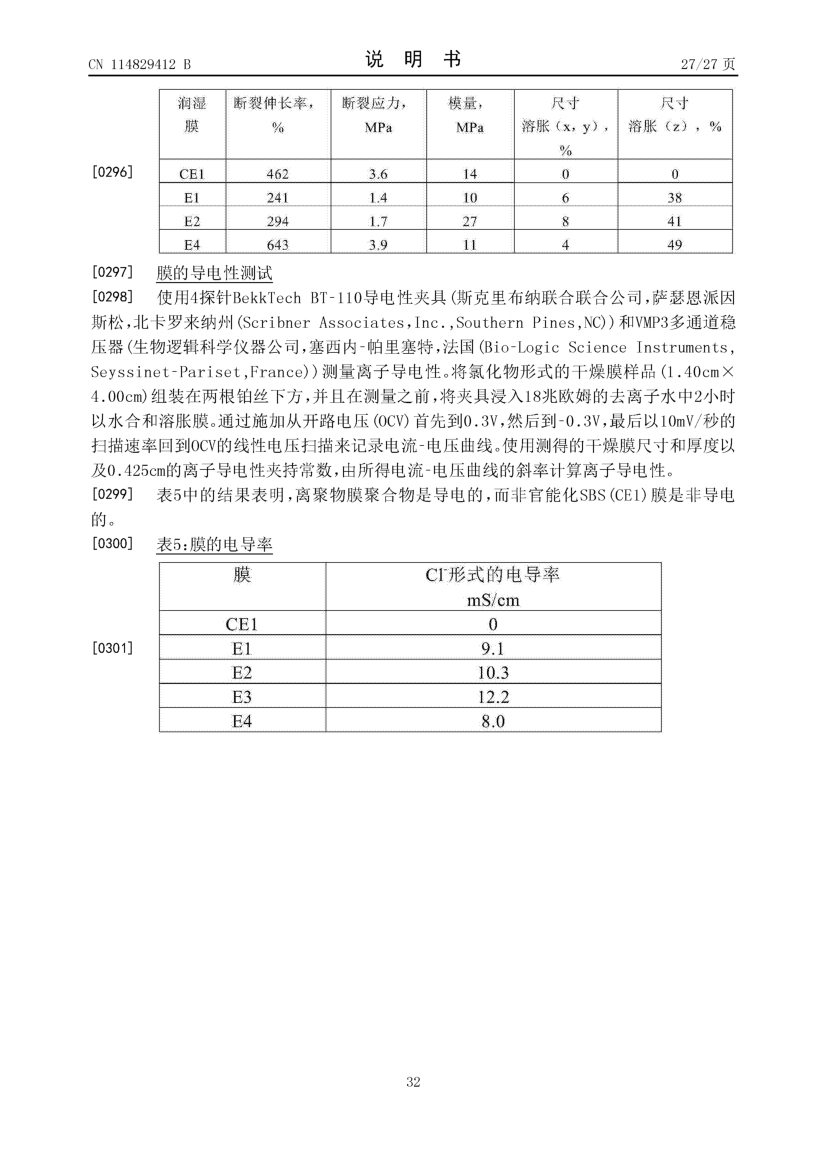 CN 114829412 B
说 明 书
27/27 页
润湿 断裂伸长率， 断裂应力， 模量， 尺寸 尺寸
膜 % MPa MPa 溶胀（x，y）， 溶胀（z），%
%
[0296] CE1 462 3.6 14 0 0
E1 241 1.4 10 6 38
E2 294 1.7 27 8 41
E4 643 3.9 11 4 49
[0297] 膜的导电性测试
[0298] 使用4探针BekkTech BT-110导电性夹具(斯克里布纳联合联合公司,萨瑟恩派因
斯松,北卡罗来纳州(Scribner Associates,Inc.,Southern Pines,NC))和VMP3多通道稳
压器(生物逻辑科学仪器公司,塞西内-帕里塞特,法国(Bio-Logic Science Instruments,
Seyssinet-Pariset,France))测量离子导电性。将氯化物形式的干燥膜样品(1.40cm×
4.00cm)组装在两根铂丝下方,并且在测量之前,将夹具浸入18兆欧姆的去离子水中2小时
以水合和溶胀膜。通过施加从开路电压(OCV)首先到0.3V,然后到-0.3V,最后以10mV/秒的
扫描速率回到OCV的线性电压扫描来记录电流-电压曲线。使用测得的干燥膜尺寸和厚度以
及0.425cm的离子导电性夹持常数,由所得电流-电压曲线的斜率计算离子导电性。
[0299] 表5中的结果表明,离聚物膜聚合物是导电的,而非官能化SBS(CE1)膜是非导电
的。
[0300] 表5:膜的电导率
膜 Cl⁻形式的电导率
mS/cm
CE1 0
[0301] E1 9.1
E2 10.3
E3 12.2
E4 8.0
32